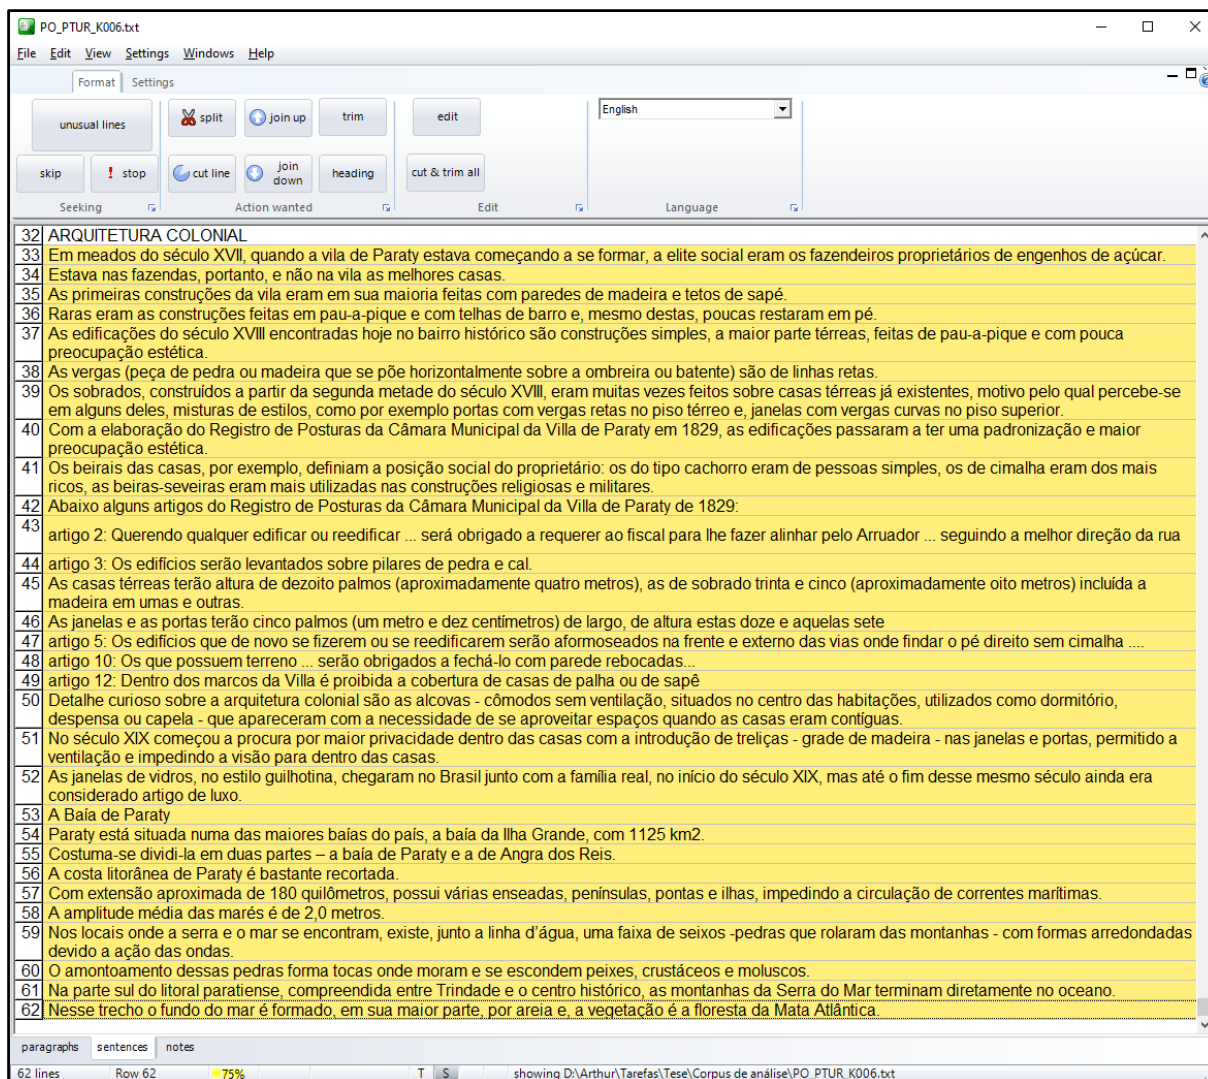 PO_PTUR_K006.txt
File Edit View Settings Windows Help
Format Settings
unusual lines split join up trim edit English
skip stop cut line join down heading cut & trim all
Seeking Action wanted Edit Language
32 ARQUITETURA COLONIAL
33 Em meados do século XVII, quando a vila de Paraty estava começando a se formar, a elite social eram os fazendeiros proprietários de engenhos de açúcar.
34 Estava nas fazendas, portanto, e não na vila as melhores casas.
35 As primeiras construções da vila eram em sua maioria feitas com paredes de madeira e tetos de sapé.
36 Raras eram as construções feitas em pau-a-pique e com telhas de barro e, mesmo destas, poucas restaram em pé.
37 As edificações do século XVIII encontradas hoje no bairro histórico são construções simples, a maior parte térreas, feitas de pau-a-pique e com pouca
preocupação estética.
38 As vergas (peça de pedra ou madeira que se põe horizontalmente sobre a ombreira ou batente) são de linhas retas.
39 Os sobrados, construídos a partir da segunda metade do século XVIII, eram muitas vezes feitos sobre casas térreas já existentes, motivo pelo qual percebe-se
em alguns deles, misturas de estilos, como por exemplo portas com vergas retas no piso térreo e, janelas com vergas curvas no piso superior.
40 Com a elaboração do Registro de Posturas da Câmara Municipal da Villa de Paraty em 1829, as edificações passaram a ter uma padronização e maior
preocupação estética.
41 Os beirais das casas, por exemplo, definiam a posição social do proprietário: os do tipo cachorro eram de pessoas simples, os de cimalha eram dos mais
ricos, as beiras-seveiras eram mais utilizadas nas construções religiosas e militares.
42 Abaixo alguns artigos do Registro de Posturas da Câmara Municipal da Villa de Paraty de 1829:
43 artigo 2: Querendo qualquer edificar ou reedificar ... será obrigado a requerer ao fiscal para lhe fazer alinhar pelo Arruador ... seguindo a melhor direção da rua
44 artigo 3: Os edifícios serão levantados sobre pilares de pedra e cal.
45 As casas térreas terão altura de dezoito palmos (aproximadamente quatro metros), as de sobrado trinta e cinco (aproximadamente oito metros) incluída a
madeira em umas e outras.
46 As janelas e as portas terão cinco palmos (um metro e dez centímetros) de largo, de altura estas doze e aquelas sete
47 artigo 5: Os edifícios que de novo se fizerem ou se reedificarem serão aformoseados na frente e externo das vias onde findar o pé direito sem cimalha ....
48 artigo 10: Os que possuem terreno ... serão obrigados a fechá-lo com parede rebocadas...
49 artigo 12: Dentro dos marcos da Villa é proibida a cobertura de casas de palha ou de sapê
50 Detalhe curioso sobre a arquitetura colonial são as alcovas - cômodos sem ventilação, situados no centro das habitações, utilizados como dormitório,
despensa ou capela - que apareceram com a necessidade de se aproveitar espaços quando as casas eram contíguas.
51 No século XIX começou a procura por maior privacidade dentro das casas com a introdução de treliças - grade de madeira - nas janelas e portas, permitido a
ventilação e impedindo a visão para dentro das casas.
52 As janelas de vidros, no estilo guilhotina, chegaram no Brasil junto com a família real, no início do século XIX, mas até o fim desse mesmo século ainda era
considerado artigo de luxo.
53 A Baía de Paraty
54 Paraty está situada numa das maiores baías do país, a baía da Ilha Grande, com 1125 km2.
55 Costuma-se dividi-la em duas partes – a baía de Paraty e a de Angra dos Reis.
56 A costa litorânea de Paraty é bastante recortada.
57 Com extensão aproximada de 180 quilômetros, possui várias enseadas, penínsulas, pontas e ilhas, impedindo a circulação de correntes marítimas.
58 A amplitude média das marés é de 2,0 metros.
59 Nos locais onde a serra e o mar se encontram, existe, junto a linha d'água, uma faixa de seixos -pedras que rolaram das montanhas - com formas arredondadas
devido a ação das ondas.
60 O amontoamento dessas pedras forma tocas onde moram e se escondem peixes, crustáceos e moluscos.
61 Na parte sul do litoral paratiense, compreendida entre Trindade e o centro histórico, as montanhas da Serra do Mar terminam diretamente no oceano.
62 Nesse trecho o fundo do mar é formado, em sua maior parte, por areia e, a vegetação é a floresta da Mata Atlântica.
paragraphs sentences notes
62 lines Row 62 75% T S showing D:\Arthur\Tarefas\Tese\Corpus de análise\PO_PTUR_K006.txt